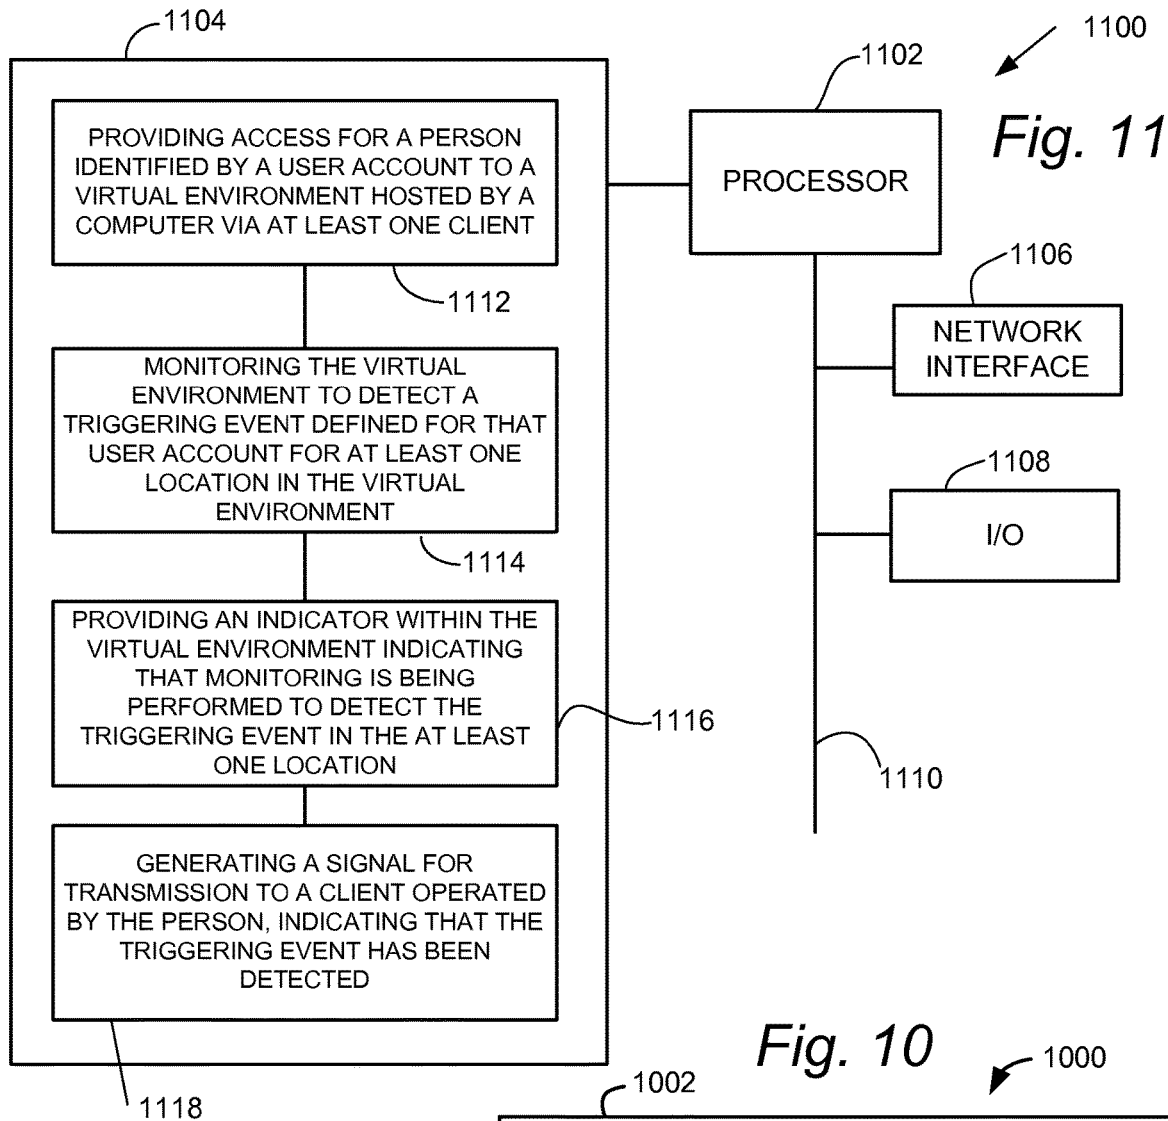 1104
1100
1102
Fig. 11
PROVIDING ACCESS FOR A PERSON
IDENTIFIED BY A USER ACCOUNT TO A
VIRTUAL ENVIRONMENT HOSTED BY A
COMPUTER VIA AT LEAST ONE CLIENT
PROCESSOR
1112
1106
NETWORK
INTERFACE
MONITORING THE VIRTUAL
ENVIRONMENT TO DETECT A
TRIGGERING EVENT DEFINED FOR THAT
USER ACCOUNT FOR AT LEAST ONE
LOCATION IN THE VIRTUAL
ENVIRONMENT
1108
I/O
1114
PROVIDING AN INDICATOR WITHIN THE
VIRTUAL ENVIRONMENT INDICATING
THAT MONITORING IS BEING
PERFORMED TO DETECT THE
TRIGGERING EVENT IN THE AT LEAST
ONE LOCATION
1116
1110
GENERATING A SIGNAL FOR
TRANSMISSION TO A CLIENT OPERATED
BY THE PERSON, INDICATING THAT THE
TRIGGERING EVENT HAS BEEN
DETECTED
1118
Fig. 10
1000
1002